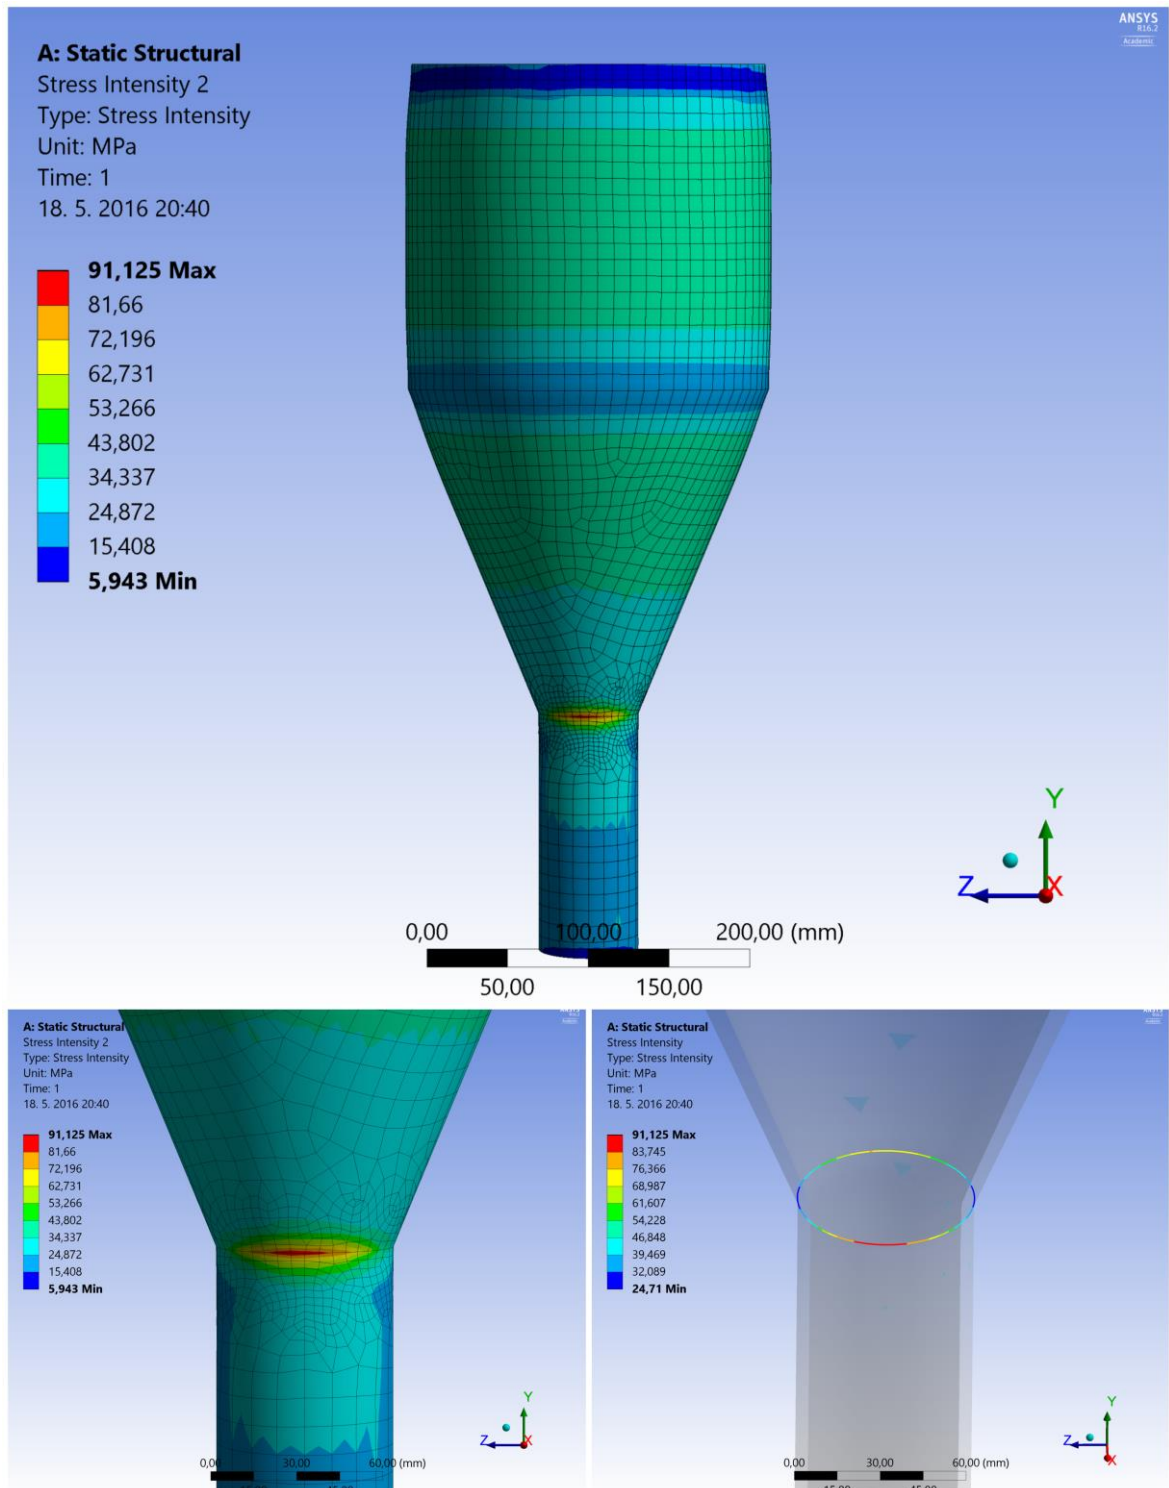 ANSYS
R16.2
Academic
A: Static Structural
Stress Intensity 2
Type: Stress Intensity
Unit: MPa
Time: 1
18. 5. 2016 20:40
91,125 Max
81,66
72,196
62,731
53,266
43,802
34,337
24,872
15,408
5,943 Min
Y
Z
X
0,00
100,00
200,00 (mm)
50,00
150,00
A: Static Structural
Stress Intensity 2
Type: Stress Intensity
Unit: MPa
Time: 1
18. 5. 2016 20:40
91,125 Max
81,66
72,196
62,731
53,266
43,802
34,337
24,872
15,408
5,943 Min
Y
Z
X
0,00
30,00
60,00 (mm)
A: Static Structural
Stress Intensity
Type: Stress Intensity
Unit: MPa
Time: 1
18. 5. 2016 20:40
91,125 Max
83,745
76,366
68,987
61,607
54,228
46,848
39,469
32,089
24,71 Min
Y
Z
X
0,00
30,00
60,00 (mm)